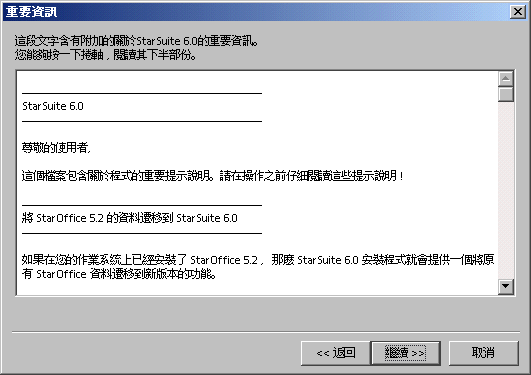 重要資訊
這段文字含有附加的關於StarSuite 6.0的重要資訊。
您能夠按一下捲軸，閱讀其下半部份。
StarSuite 6.0
尊敬的使用者,
這個檔案包含關於程式的重要提示說明。請在操作之前仔細閱讀這些提示說明！
將 StarOffice 5.2 的資料遷移到 StarSuite 6.0
如果在您的作業系統上已經安裝了 StarOffice 5.2， 那麼 StarSuite 6.0 安裝程式就會提供一個將原
有 StarOffice 資料遷移到新版本的功能。
<< 返回 繼續 >> 取消